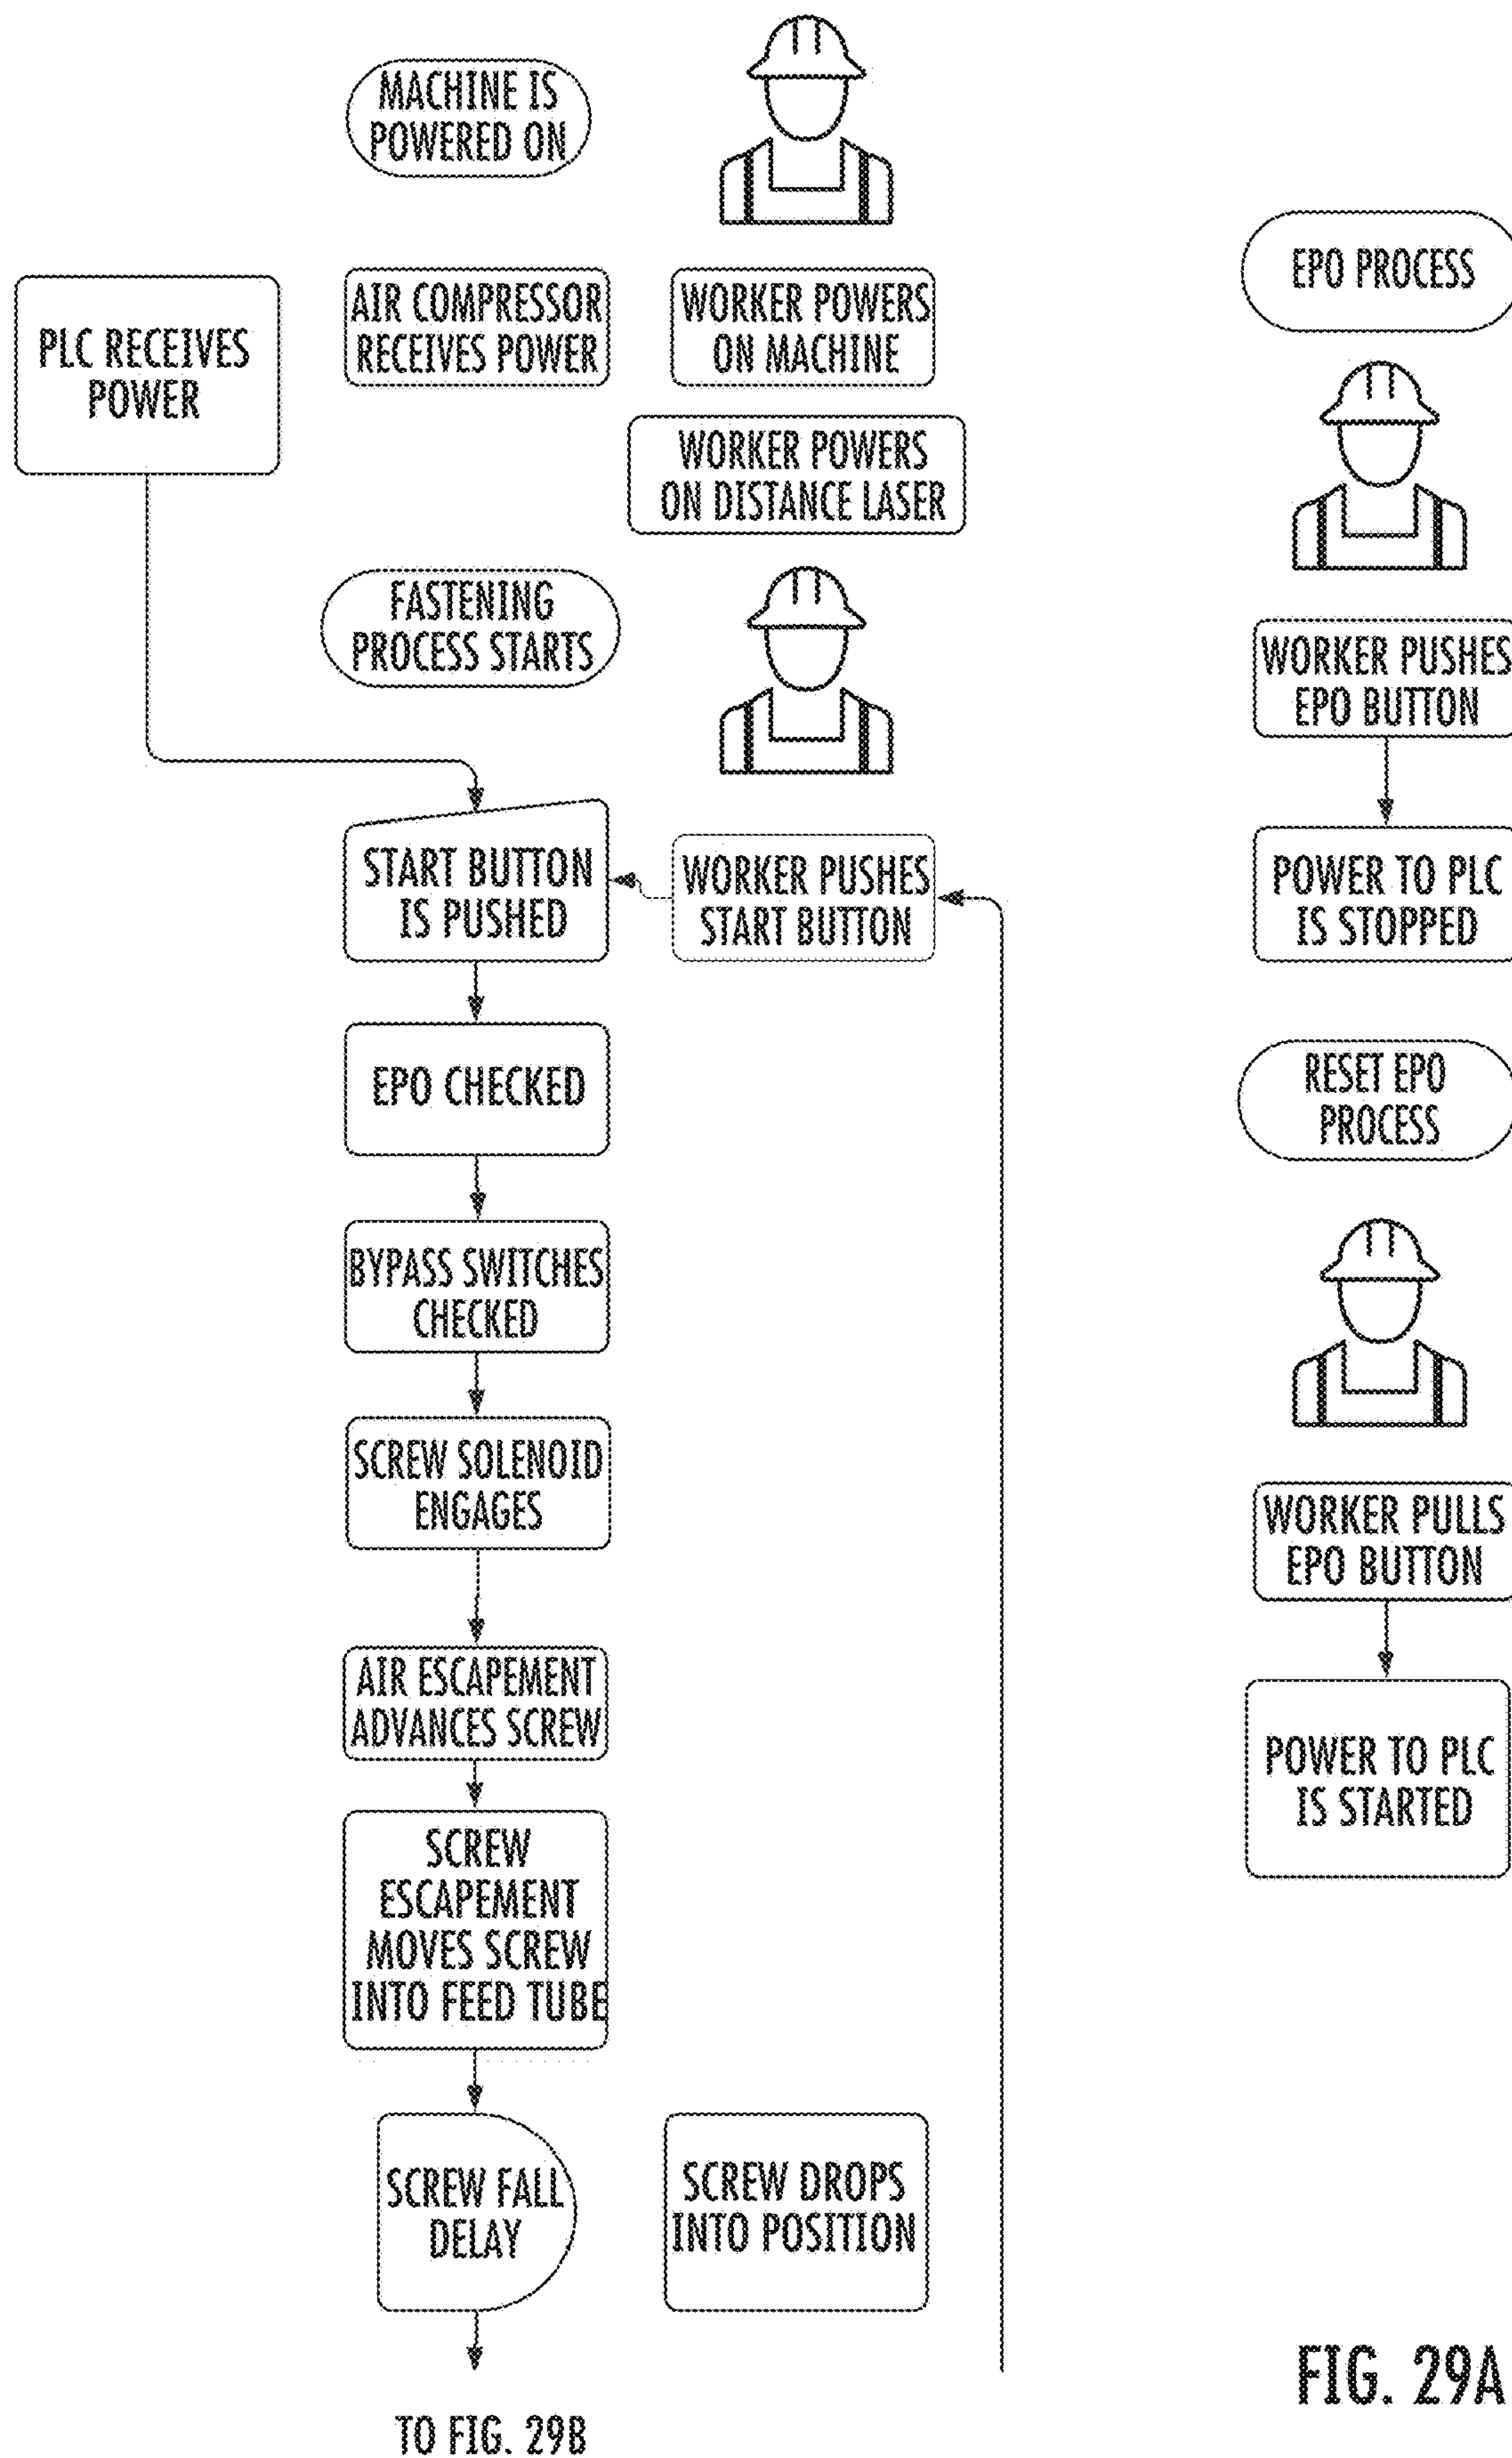 MACHINE IS
POWERED ON
PLC RECEIVES
POWER
AIR COMPRESSOR
RECEIVES POWER
WORKER POWERS
ON MACHINE
WORKER POWERS
ON DISTANCE LASER
FASTENING
PROCESS STARTS
START BUTTON
IS PUSHED
WORKER PUSHES
START BUTTON
EPO CHECKED
BYPASS SWITCHES
CHECKED
SCREW SOLENOID
ENGAGES
AIR ESCAPEMENT
ADVANCES SCREW
SCREW
ESCAPEMENT
MOVES SCREW
INTO FEED TUBE
SCREW FALL
DELAY
SCREW DROPS
INTO POSITION
TO FIG. 29B
EPO PROCESS
WORKER PUSHES
EPO BUTTON
POWER TO PLC
IS STOPPED
RESET EPO
PROCESS
WORKER PULLS
EPO BUTTON
POWER TO PLC
IS STARTED
FIG. 29A